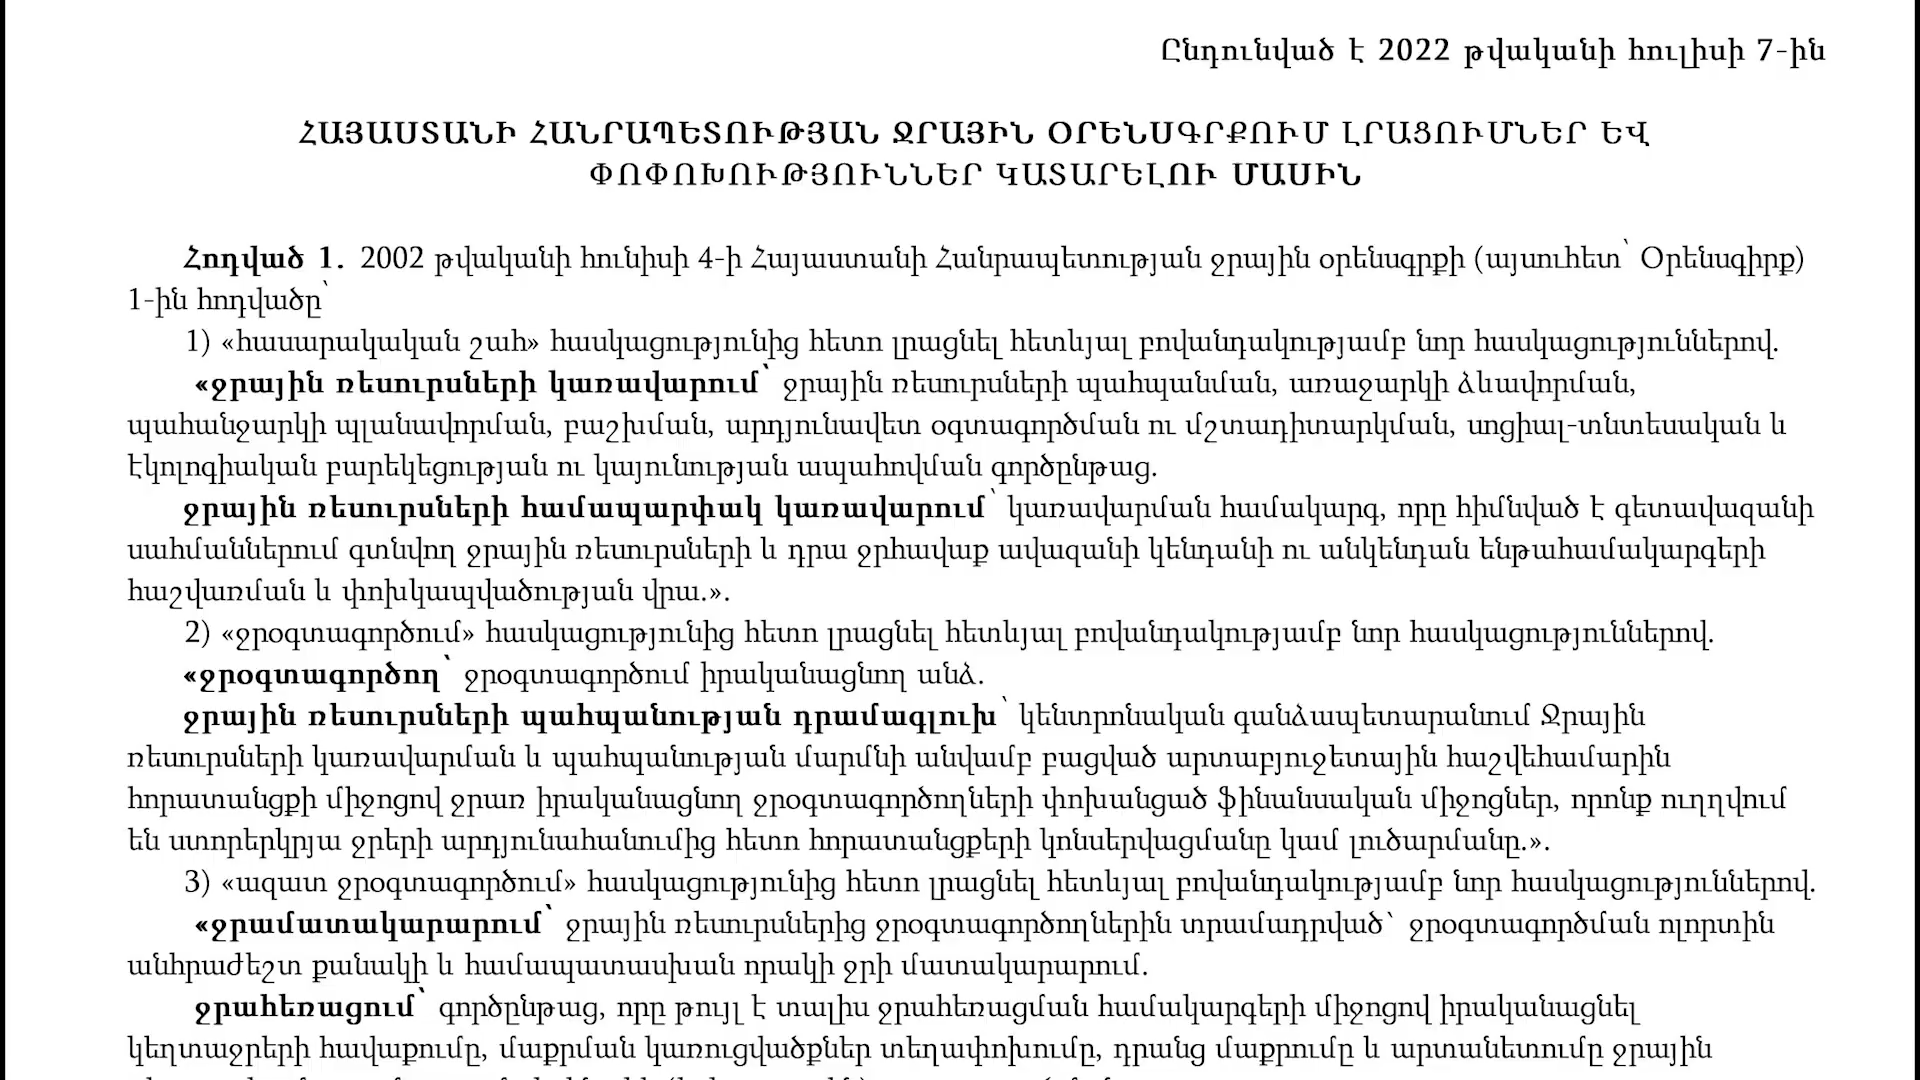 Ընդունված է 2022 թվականի հուլիսի 7-ին
ՀԱՅԱՍՏԱՆԻ ՀԱՆՐԱՊԵՏՈՒԹՅԱՆ ՋՐԱՅԻՆ ՕՐԵՆՍԳՐՔՈՒՄ ԼՐԱՑՈՒՄՆԵՐ ԵՎ
ՓՈՓՈԽՈՒԹՅՈՒՆՆԵՐ ԿԱՏԱՐԵԼՈՒ ՄԱՍԻՆ
Հոդված 1. 2002 թվականի հունիսի 4-ի Հայաստանի Հանրապետության ջրային օրենսգրքի (այսուհետ՝ Օրենսգիրք)
1-ին հոդվածը՝
1) «հասարակական շահ» հասկացությունից հետո լրացնել հետևյալ բովանդակությամբ նոր հասկացություններով.
«ջրային ռեսուրսների կառավարում՝ ջրային ռեսուրսների պահպանման, առաջարկի ձևավորման,
պահանջարկի պլանավորման, բաշխման, արդյունավետ օգտագործման ու մշտադիտարկման, սոցիալ-տնտեսական և
էկոլոգիական բարեկեցության ու կայունության ապահովման գործընթաց.
ջրային ռեսուրսների համապարփակ կառավարում՝ կառավարման համակարգ, որը հիմնված է գետավազանի
սահմաններում գտնվող ջրային ռեսուրսների և դրա ջրհավաք ավազանի կենդանի ու անկենդան ենթահամակարգերի
հաշվառման և փոխկապվածության վրա.».
2) «ջրօգտագործում» հասկացությունից հետո լրացնել հետևյալ բովանդակությամբ նոր հասկացություններով.
«ջրօգտագործող՝ ջրօգտագործում իրականացնող անձ.
ջրային ռեսուրսների պահպանության դրամագլուխ՝ կենտրոնական գանձապետարանում Ջրային
ռեսուրսների կառավարման և պահպանության մարմնի անվամբ բացված արտաբյուջետային հաշվեհամարին
հորատանցքի միջոցով ջրառ իրականացնող ջրօգտագործողների փոխանցած ֆինանսական միջոցներ, որոնք ուղղվում
են ստորերկրյա ջրերի արդյունահանումից հետո հորատանցքերի կոնսերվացմանը կամ լուծարմանը.».
3) «ազատ ջրօգտագործում» հասկացությունից հետո լրացնել հետևյալ բովանդակությամբ նոր հասկացություններով.
«ջրամատակարարում՝ ջրային ռեսուրսներից ջրօգտագործողներին տրամադրված՝ ջրօգտագործման ոլորտին
անհրաժեշտ քանակի և համապատասխան որակի ջրի մատակարարում.
ջրահեռացում՝ գործընթաց, որը թույլ է տալիս ջրահեռացման համակարգերի միջոցով իրականացնել
կեղտաջրերի հավաքումը, մաքրման կառուցվածքներ տեղափոխումը, դրանց մաքրումը և արտանետումը ջրային